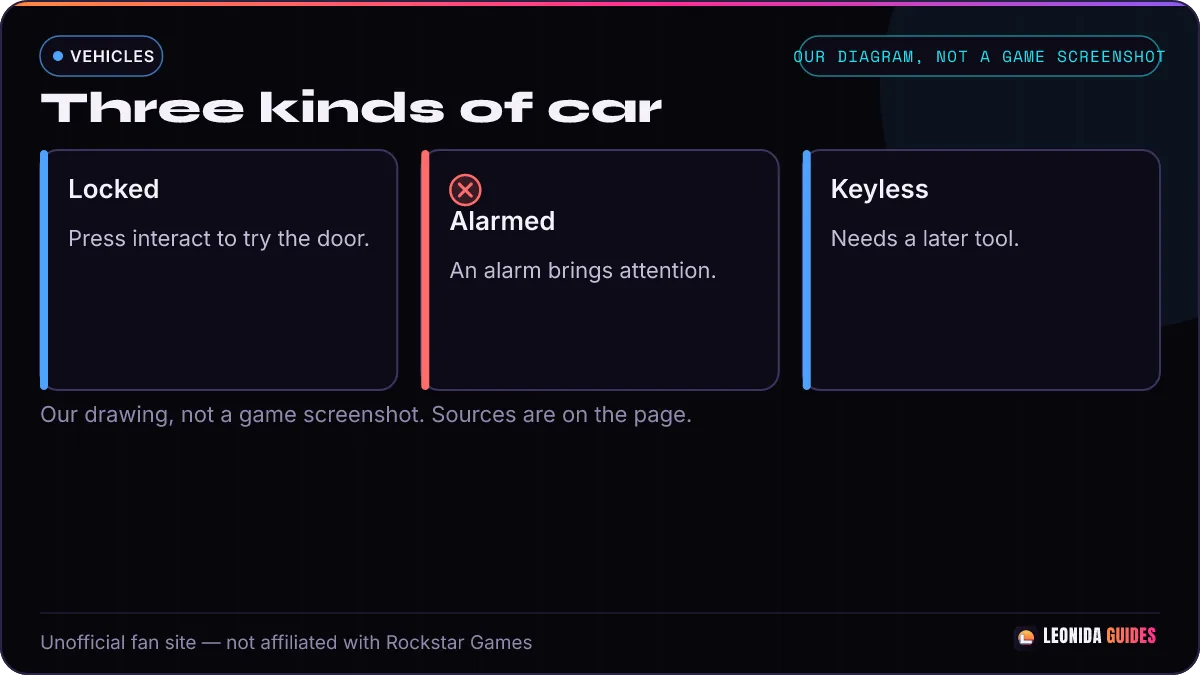 VEHICLES
OUR DIAGRAM, NOT A GAME SCREENSHOT
Three kinds of car
Locked
Press interact to try the door.
Alarmed
An alarm brings attention.
Keyless
Needs a later tool.
Our drawing, not a game screenshot. Sources are on the page.
Unofficial fan site — not affiliated with Rockstar Games
LEONIDA GUIDES